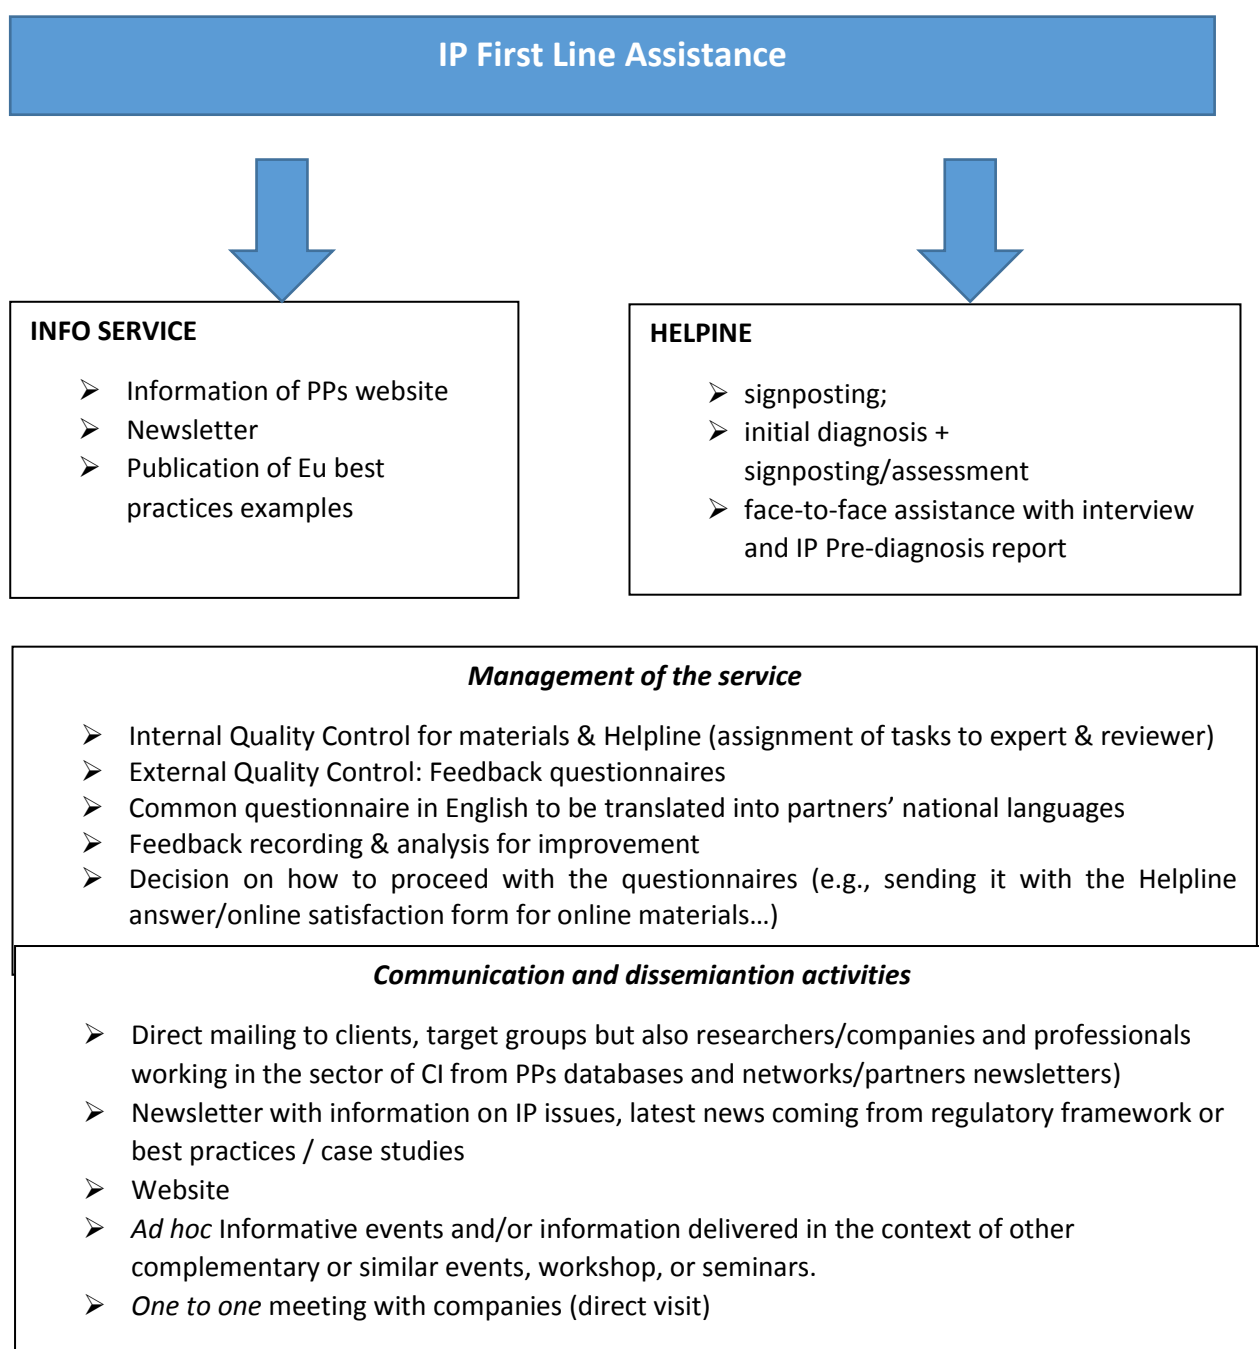 IP First Line Assistance
INFO SERVICE
➢ Information of PPs website
➢ Newsletter
➢ Publication of Eu best
practices examples
HELPINE
➢ signposting;
➢ initial diagnosis +
signposting/assessment
➢ face-to-face assistance with interview
and IP Pre-diagnosis report
Management of the service
➢ Internal Quality Control for materials & Helpline (assignment of tasks to expert & reviewer)
➢ External Quality Control: Feedback questionnaires
➢ Common questionnaire in English to be translated into partners’ national languages
➢ Feedback recording & analysis for improvement
➢ Decision on how to proceed with the questionnaires (e.g., sending it with the Helpline
answer/online satisfaction form for online materials…)
Communication and dissemiantion activities
➢ Direct mailing to clients, target groups but also researchers/companies and professionals
working in the sector of CI from PPs databases and networks/partners newsletters)
➢ Newsletter with information on IP issues, latest news coming from regulatory framework or
best practices / case studies
➢ Website
➢ Ad hoc Informative events and/or information delivered in the context of other
complementary or similar events, workshop, or seminars.
➢ One to one meeting with companies (direct visit)